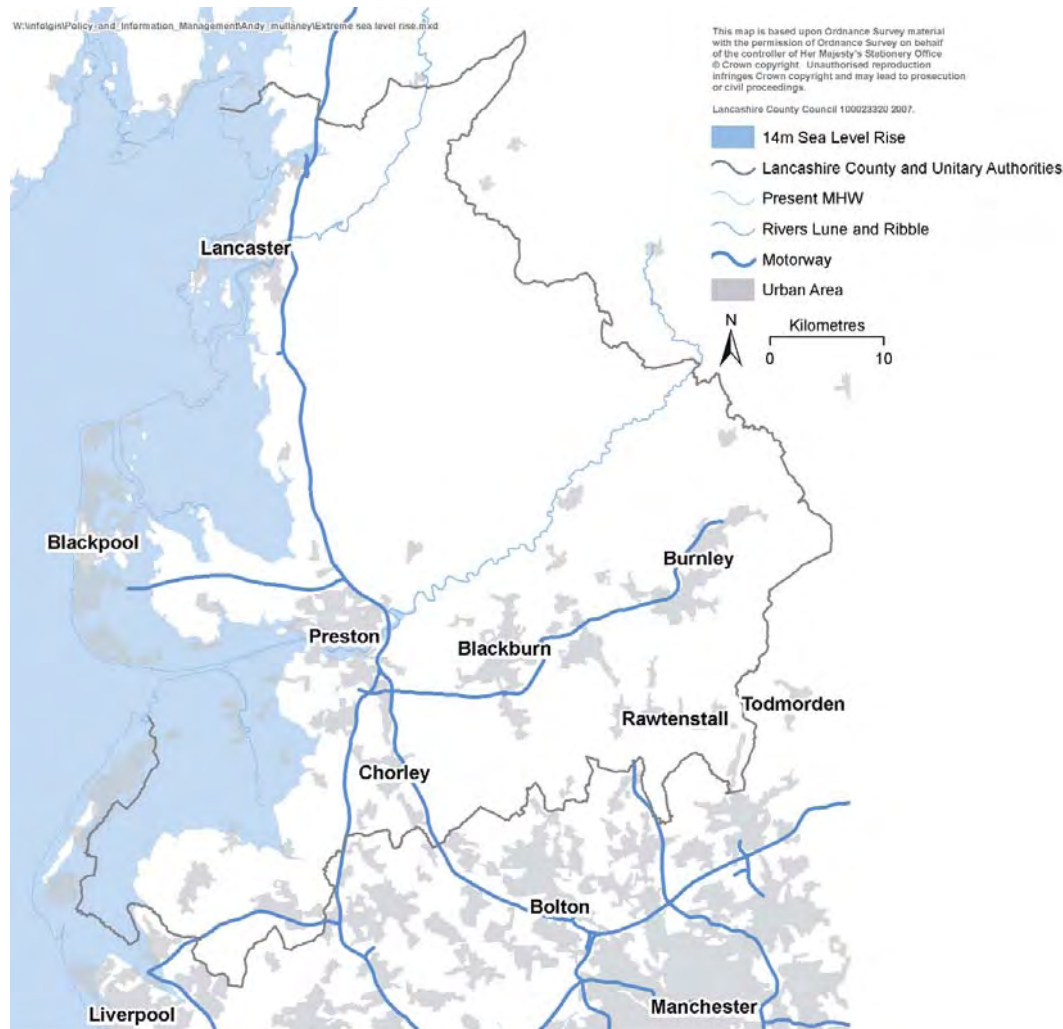 W:\infolgis\Policy_and_Information_Management\Andy_mullaney\Extreme sea level rise.mxd
This map is based upon Ordnance Survey material
with the permission of Ordnance Survey on behalf
of the controller of Her Majesty's Stationery Office
© Crown copyright. Unauthorised reproduction
infringes Crown copyright and may lead to prosecution
or civil proceedings.
Lancashire County Council 100023320 2007.
14m Sea Level Rise
Lancashire County and Unitary Authorities
Present MHW
Rivers Lune and Ribble
Motorway
Urban Area
N
Kilometres
0 10
Lancaster
Blackpool
Burnley
Preston
Blackburn
Todmorden
Rawtenstall
Chorley
Bolton
Manchester
Liverpool